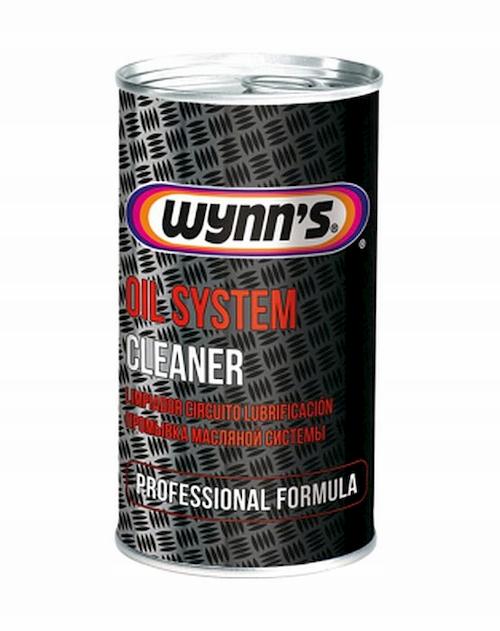 wynn's®
®
OIL SYSTEM
CLEANER
LIMPIADOR CIRCUITO LUBRIFICACIÓN
ПРОМЫВКА МАСЛЯНОЙ СИСТЕМЫ
PROFESSIONAL FORMULA